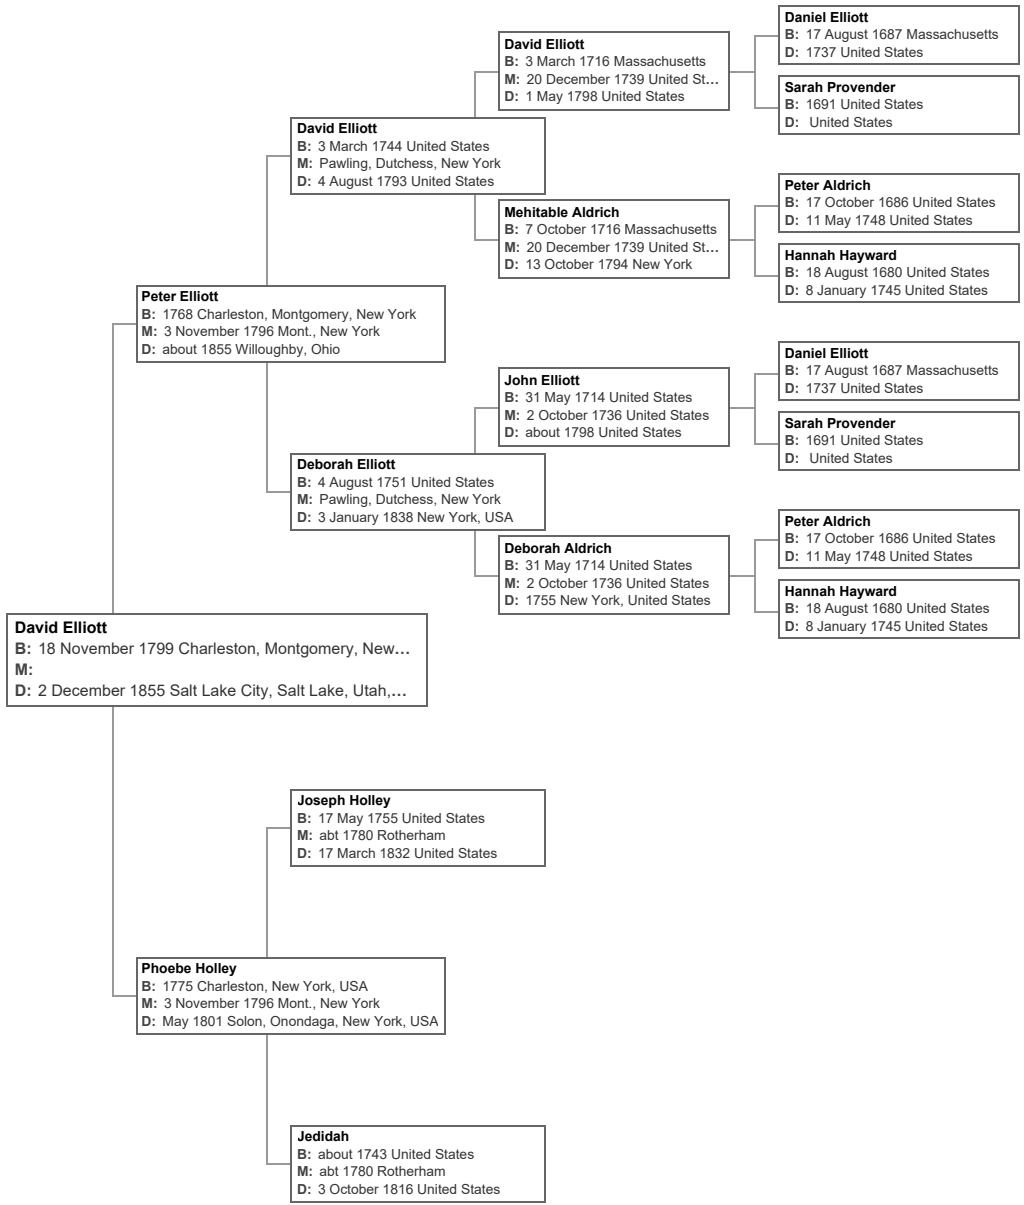 Daniel Elliott
B: 17 August 1687 Massachusetts
D: 1737 United States
David Elliott
B: 3 March 1716 Massachusetts
M: 20 December 1739 United St...
D: 1 May 1798 United States
Sarah Provender
B: 1691 United States
D: United States
David Elliott
B: 3 March 1744 United States
M: Pawling, Dutchess, New York
D: 4 August 1793 United States
Peter Aldrich
B: 17 October 1686 United States
D: 11 May 1748 United States
Mehitable Aldrich
B: 7 October 1716 Massachusetts
M: 20 December 1739 United St...
D: 13 October 1794 New York
Hannah Hayward
B: 18 August 1680 United States
D: 8 January 1745 United States
Peter Elliott
B: 1768 Charleston, Montgomery, New York
M: 3 November 1796 Mont., New York
D: about 1855 Willoughby, Ohio
Daniel Elliott
B: 17 August 1687 Massachusetts
D: 1737 United States
John Elliott
B: 31 May 1714 United States
M: 2 October 1736 United States
D: about 1798 United States
Sarah Provender
B: 1691 United States
D: United States
Deborah Elliott
B: 4 August 1751 United States
M: Pawling, Dutchess, New York
D: 3 January 1838 New York, USA
Peter Aldrich
B: 17 October 1686 United States
D: 11 May 1748 United States
Deborah Aldrich
B: 31 May 1714 United States
M: 2 October 1736 United States
D: 1755 New York, United States
Hannah Hayward
B: 18 August 1680 United States
D: 8 January 1745 United States
David Elliott
B: 18 November 1799 Charleston, Montgomery, New...
M:
D: 2 December 1855 Salt Lake City, Salt Lake, Utah,...
Joseph Holley
B: 17 May 1755 United States
M: abt 1780 Rotherham
D: 17 March 1832 United States
Phoebe Holley
B: 1775 Charleston, New York, USA
M: 3 November 1796 Mont., New York
D: May 1801 Solon, Onondaga, New York, USA
Jedidah
B: about 1743 United States
M: abt 1780 Rotherham
D: 3 October 1816 United States